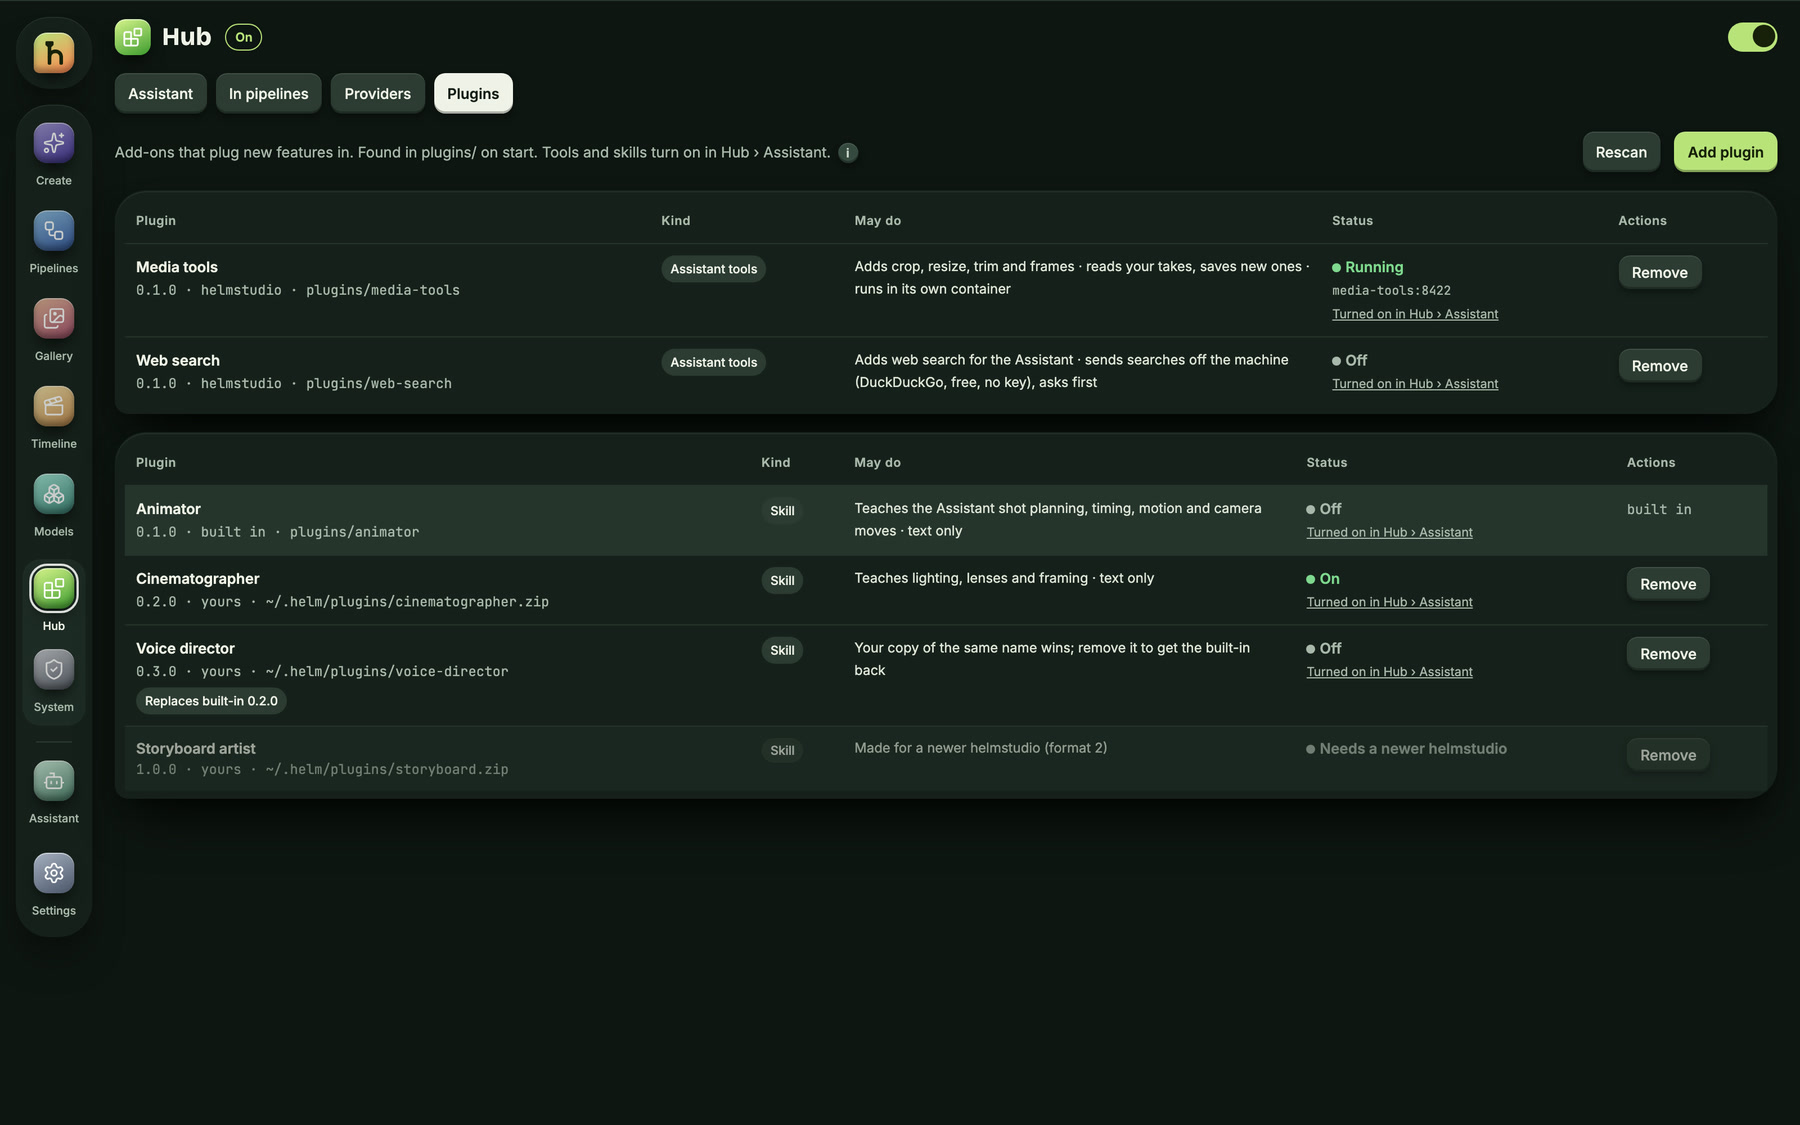 h
Hub
On
Assistant
In pipelines
Providers
Plugins
Add-ons that plug new features in. Found in plugins/ on start. Tools and skills turn on in Hub › Assistant.
i
Rescan
Add plugin
Create
Pipelines
Gallery
Timeline
Models
Hub
System
Assistant
Settings
Plugin
Kind
May do
Status
Actions
Media tools
0.1.0 · helmstudio · plugins/media-tools
Assistant tools
Adds crop, resize, trim and frames · reads your takes, saves new ones ·
runs in its own container
Running
media-tools:8422
Turned on in Hub › Assistant
Remove
Web search
0.1.0 · helmstudio · plugins/web-search
Assistant tools
Adds web search for the Assistant · sends searches off the machine
(DuckDuckGo, free, no key), asks first
Off
Turned on in Hub › Assistant
Remove
Plugin
Kind
May do
Status
Actions
Animator
0.1.0 · built in · plugins/animator
Skill
Teaches the Assistant shot planning, timing, motion and camera
moves · text only
Off
Turned on in Hub › Assistant
built in
Cinematographer
0.2.0 · yours · ~/.helm/plugins/cinematographer.zip
Skill
Teaches lighting, lenses and framing · text only
On
Turned on in Hub › Assistant
Remove
Voice director
0.3.0 · yours · ~/.helm/plugins/voice-director
Replaces built-in 0.2.0
Skill
Your copy of the same name wins; remove it to get the built-in
back
Off
Turned on in Hub › Assistant
Remove
Storyboard artist
1.0.0 · yours · ~/.helm/plugins/storyboard.zip
Skill
Made for a newer helmstudio (format 2)
Needs a newer helmstudio
Remove